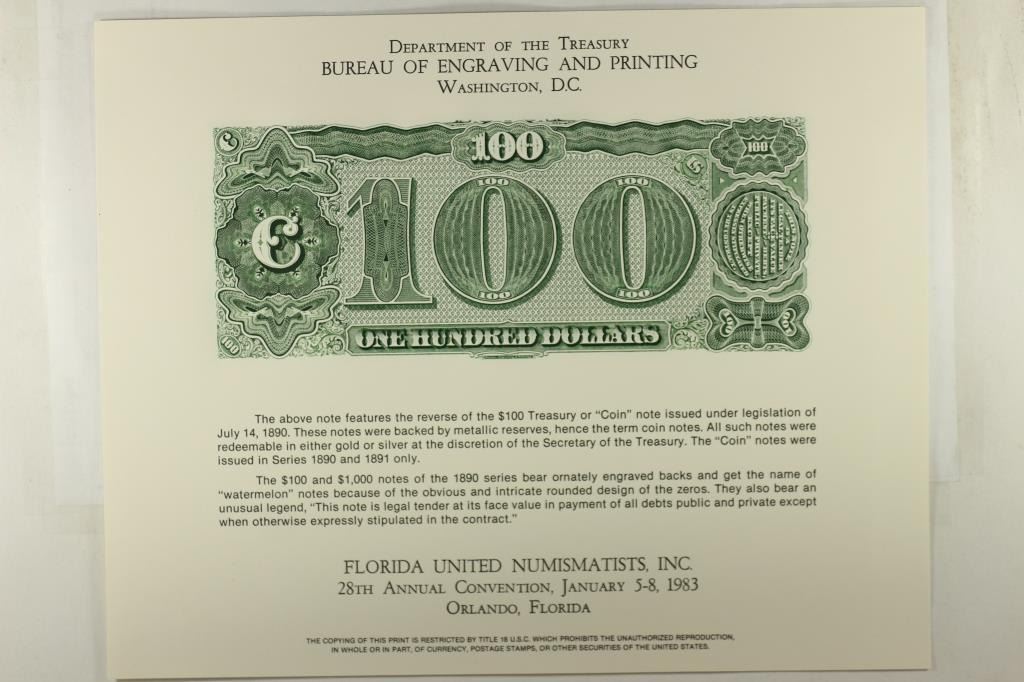 DEPARTMENT OF THE TREASURY
BUREAU OF ENGRAVING AND PRINTING
WASHINGTON, D.C.
C
100
100
100
100
100
C
100
100
100
ONE HUNDRED DOLLARS
The above note features the reverse of the $100 Treasury or “Coin” note issued under legislation of
July 14, 1890. These notes were backed by metallic reserves, hence the term coin notes. All such notes were
redeemable in either gold or silver at the discretion of the Secretary of the Treasury. The “Coin” notes were
issued in Series 1890 and 1891 only.
The $100 and $1,000 notes of the 1890 series bear ornately engraved backs and get the name of
“watermelon” notes because of the obvious and intricate rounded design of the zeros. They also bear an
unusual legend, “This note is legal tender at its face value in payment of all debts public and private except
when otherwise expressly stipulated in the contract.”
FLORIDA UNITED NUMISMATISTS, INC.
28TH ANNUAL CONVENTION, JANUARY 5-8, 1983
ORLANDO, FLORIDA
THE COPYING OF THIS PRINT IS RESTRICTED BY TITLE 18 U.S.C. WHICH PROHIBITS THE UNAUTHORIZED REPRODUCTION,
IN WHOLE OR IN PART, OF CURRENCY, POSTAGE STAMPS, OR OTHER SECURITIES OF THE UNITED STATES.